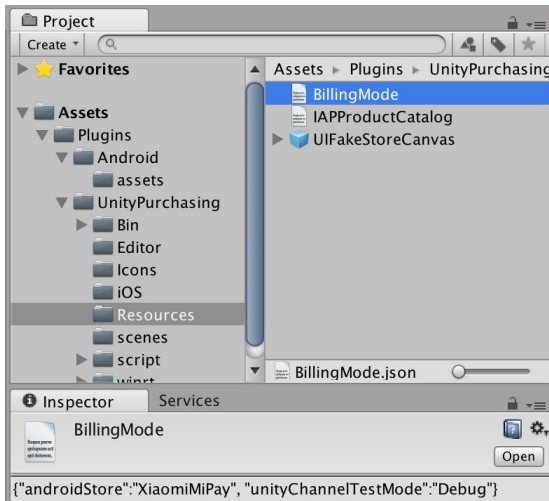 Project
Create
Favorites
Assets
Plugins
Android
assets
UnityPurchasing
Bin
Editor
Icons
iOS
Resources
scenes
script
winrt
Assets ▸ Plugins ▸ UnityPurchasing
BillingMode
IAPProductCatalog
UIFakeStoreCanvas
BillingMode.json
Inspector
Services
BillingMode
Open
{"androidStore":"XiaomiMiPay", "unityChannelTestMode":"Debug"}